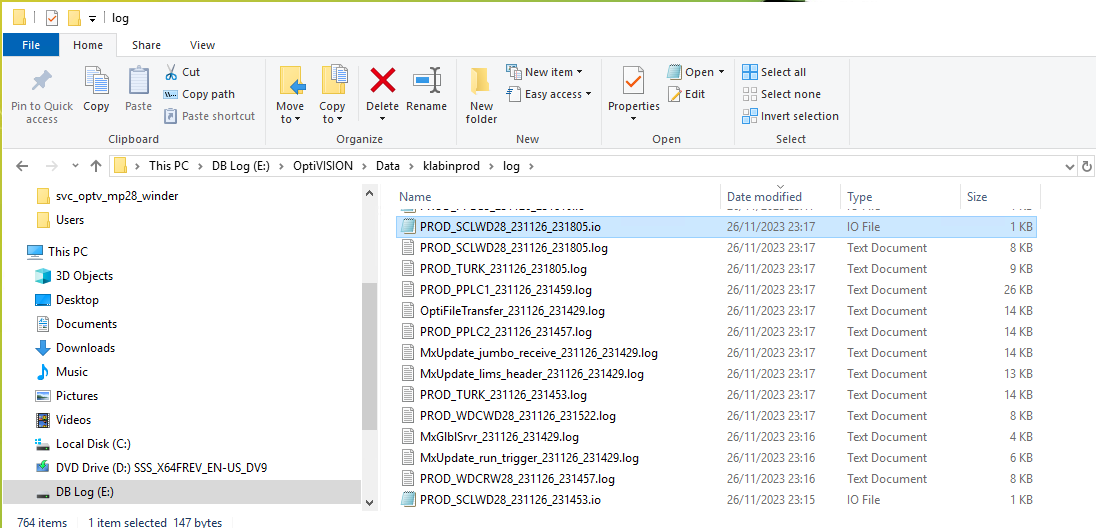 log
File Home Share View
Pin to Quick access
Copy
Paste
Cut
Copy path
Paste shortcut
Clipboard
Move to
Copy to
Delete
Rename
Organize
New folder
New item
Easy access
New
Properties
Open
Edit
Open
Select all
Select none
Invert selection
Select
This PC > DB Log (E:) > OptiVISION > Data > klabinprod > log >
svc_optv_mp28_winder
Users
This PC
3D Objects
Desktop
Documents
Downloads
Music
Pictures
Videos
Local Disk (C:)
DVD Drive (D:) SSS_X64FREV_EN-US_DV9
DB Log (E:)
Name Date modified Type Size
PROD_SCLWD28_231126_231805.io 26/11/2023 23:17 IO File 1 KB
PROD_SCLWD28_231126_231805.log 26/11/2023 23:17 Text Document 8 KB
PROD_TURK_231126_231805.log 26/11/2023 23:17 Text Document 9 KB
PROD_PPLC1_231126_231459.log 26/11/2023 23:17 Text Document 26 KB
OptiFileTransfer_231126_231429.log 26/11/2023 23:17 Text Document 14 KB
PROD_PPLC2_231126_231457.log 26/11/2023 23:17 Text Document 14 KB
MxUpdate_jumbo_receive_231126_231429.log 26/11/2023 23:17 Text Document 14 KB
MxUpdate_lims_header_231126_231429.log 26/11/2023 23:17 Text Document 13 KB
PROD_TURK_231126_231453.log 26/11/2023 23:17 Text Document 14 KB
PROD_WDCWD28_231126_231522.log 26/11/2023 23:17 Text Document 8 KB
MxGlblSrvr_231126_231429.log 26/11/2023 23:16 Text Document 4 KB
MxUpdate_run_trigger_231126_231429.log 26/11/2023 23:16 Text Document 6 KB
PROD_WDCRW28_231126_231457.log 26/11/2023 23:16 Text Document 8 KB
PROD_SCLWD28_231126_231453.io 26/11/2023 23:15 IO File 1 KB
764 items 1 item selected 147 bytes